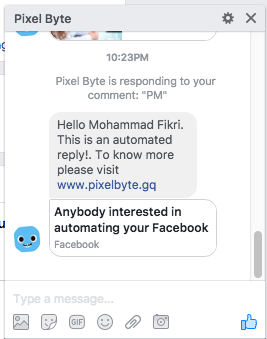 Pixel Byte
10:23PM
Pixel Byte is responding to your
comment: "PM"
Hello Mohammad Fikri.
This is an automated
reply!. To know more
please visit
www.pixelbyte.gq
Anybody interested in
automating your Facebook
Facebook
Type a message...
GIF